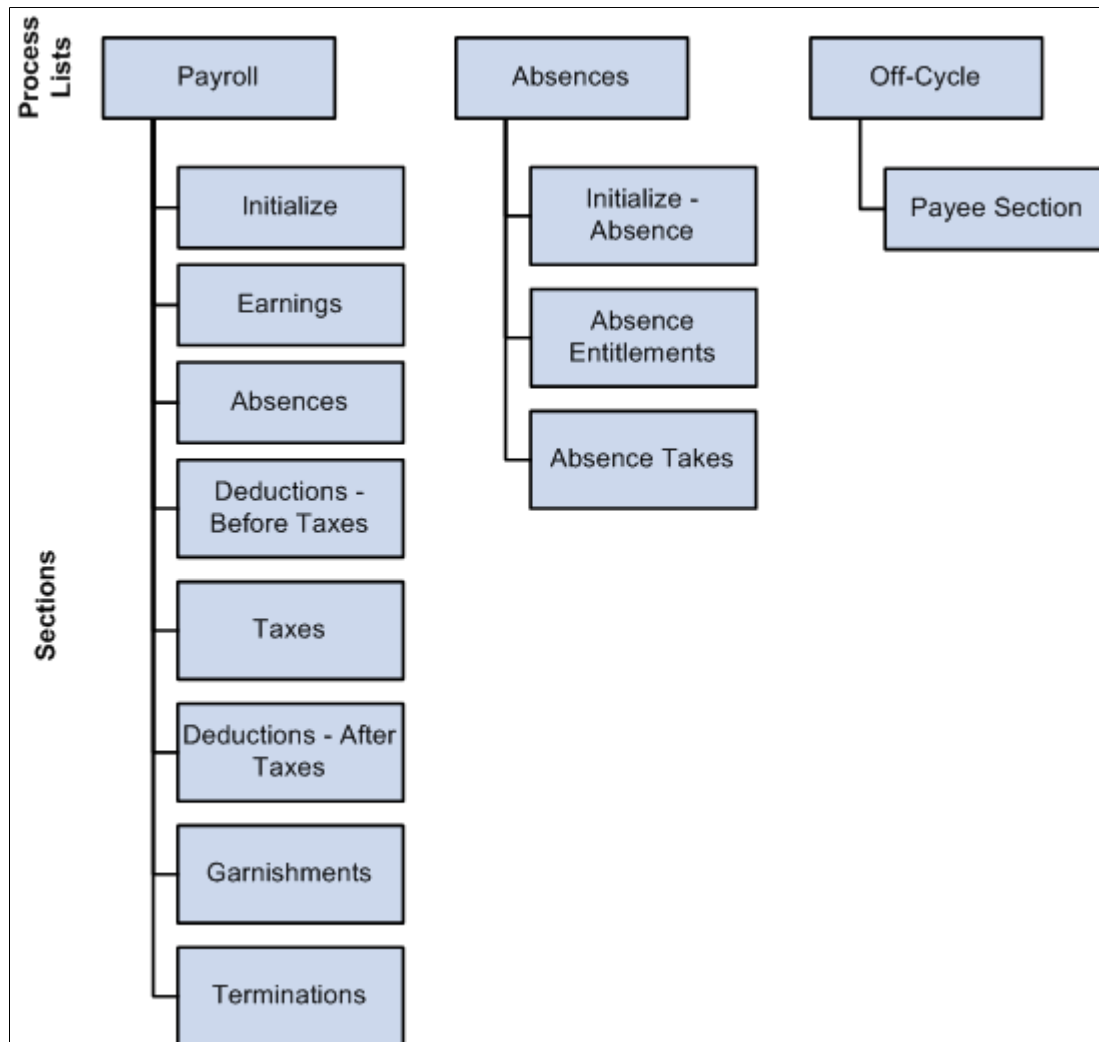 Process
Lists
Payroll
Absences
Off-Cycle
Initialize
Earnings
Absences
Deductions -
Before Taxes
Taxes
Deductions - After
Taxes
Garnishments
Terminations
Initialize -
Absence
Absence
Entitlements
Absence Takes
Payee Section
Sections